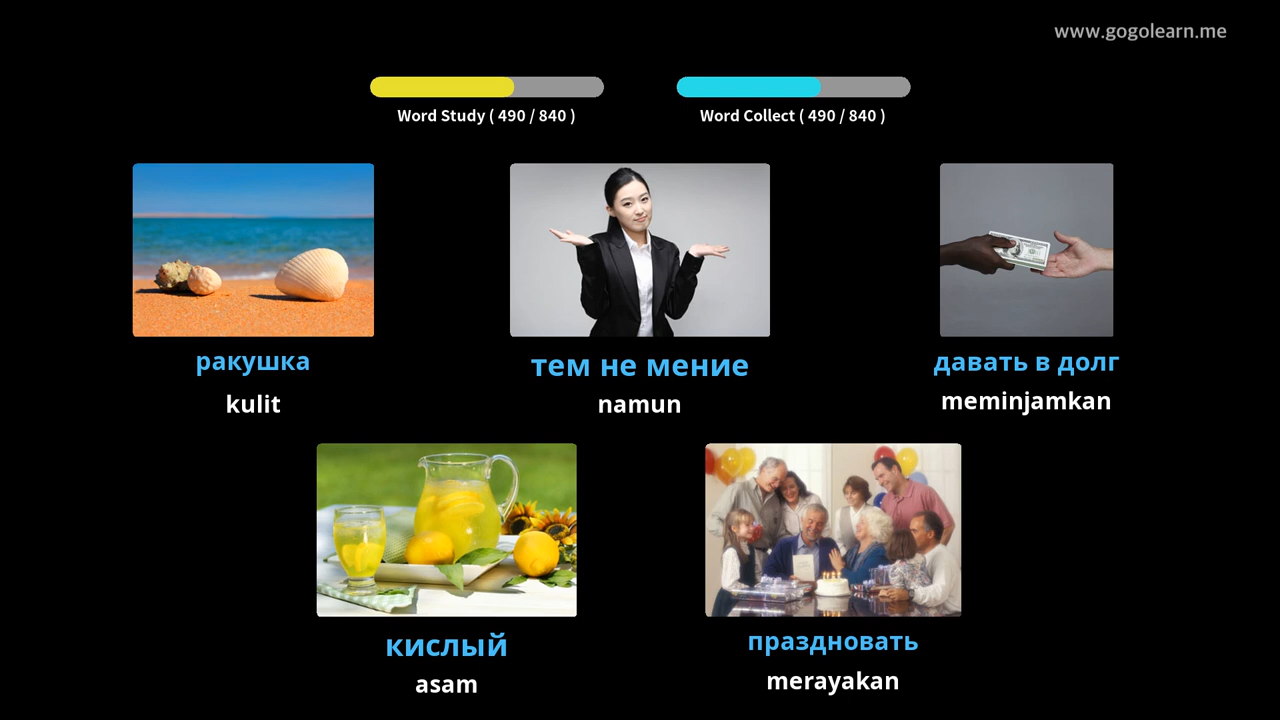 www.gogolearn.me
Word Study ( 490 / 840 )
Word Collect ( 490 / 840 )
ракушка
kulit
тем не мение
namun
давать в долг
meminjamkan
кислый
asam
праздновать
merayakan